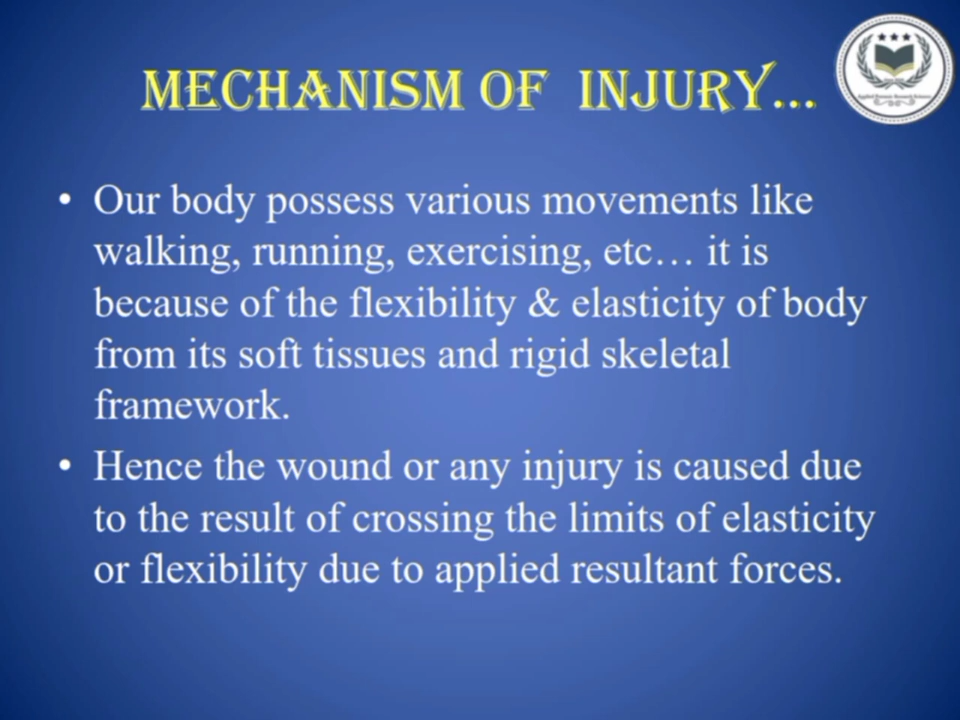 MECHANISM OF INJURY...
• Our body possess various movements like
walking, running, exercising, etc… it is
because of the flexibility & elasticity of body
from its soft tissues and rigid skeletal
framework.
• Hence the wound or any injury is caused due
to the result of crossing the limits of elasticity
or flexibility due to applied resultant forces.